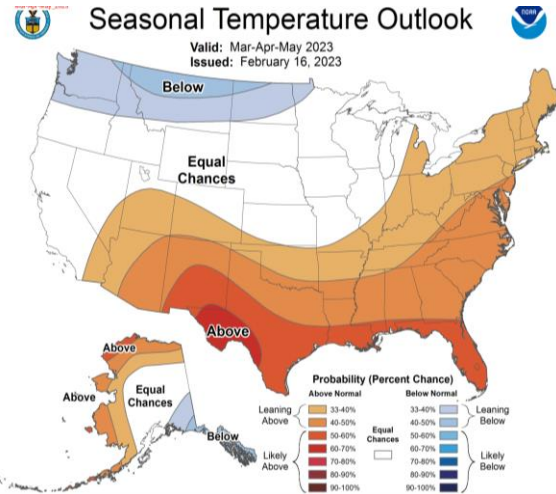 Seasonal Temperature Outlook
Valid: Mar-Apr-May 2023
Issued: February 16, 2023
noaa
Below
Equal
Chances
Above
Above
Above
Equal
Chances
Below
Probability (Percent Chance)
Above Normal
Below Normal
Leaning
Above
33-40%
40-50%
Likely
Above
50-60%
60-70%
70-80%
80-90%
90-100%
Equal
Chances
33-40%
40-50%
Leaning
Below
50-60%
60-70%
70-80%
80-90%
90-100%
Likely
Below